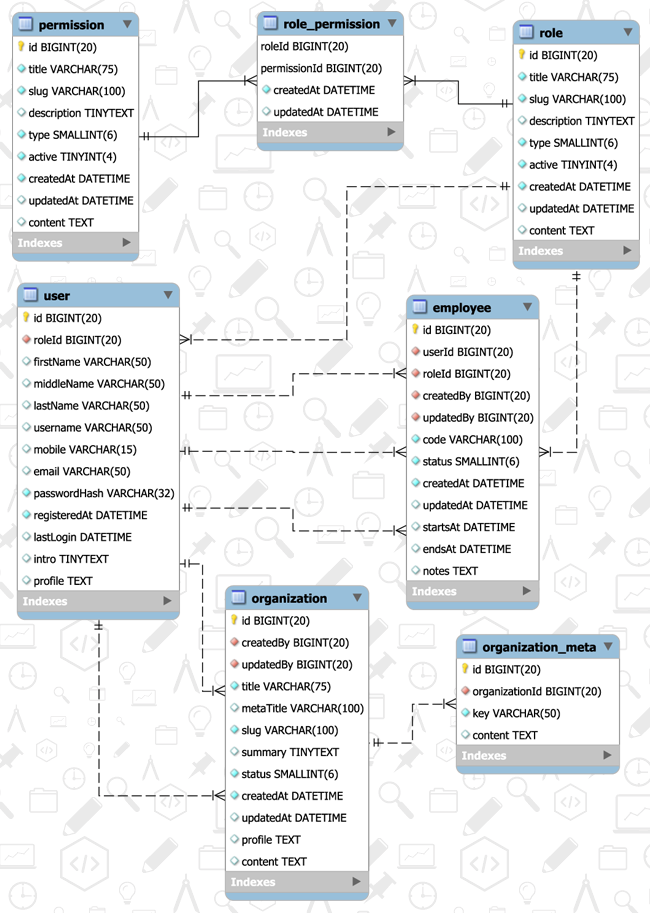 permission
id BIGINT(20)
title VARCHAR(75)
slug VARCHAR(100)
description TINYTEXT
type SMALLINT(6)
active TINYINT(4)
createdAt DATETIME
updatedAt DATETIME
content TEXT
Indexes
role_permission
roleId BIGINT(20)
permissionId BIGINT(20)
createdAt DATETIME
updatedAt DATETIME
Indexes
role
id BIGINT(20)
title VARCHAR(75)
slug VARCHAR(100)
description TINYTEXT
type SMALLINT(6)
active TINYINT(4)
createdAt DATETIME
updatedAt DATETIME
content TEXT
Indexes
user
id BIGINT(20)
roleId BIGINT(20)
firstName VARCHAR(50)
middleName VARCHAR(50)
lastName VARCHAR(50)
username VARCHAR(50)
mobile VARCHAR(15)
email VARCHAR(50)
passwordHash VARCHAR(32)
registeredAt DATETIME
lastLogin DATETIME
intro TINYTEXT
profile TEXT
Indexes
employee
id BIGINT(20)
userId BIGINT(20)
roleId BIGINT(20)
createdBy BIGINT(20)
updatedBy BIGINT(20)
code VARCHAR(100)
status SMALLINT(6)
createdAt DATETIME
updatedAt DATETIME
startsAt DATETIME
endsAt DATETIME
notes TEXT
Indexes
organization
id BIGINT(20)
createdBy BIGINT(20)
updatedBy BIGINT(20)
title VARCHAR(75)
metaTitle VARCHAR(100)
slug VARCHAR(100)
summary TINYTEXT
status SMALLINT(6)
createdAt DATETIME
updatedAt DATETIME
profile TEXT
content TEXT
Indexes
organization_meta
id BIGINT(20)
organizationId BIGINT(20)
key VARCHAR(50)
content TEXT
Indexes